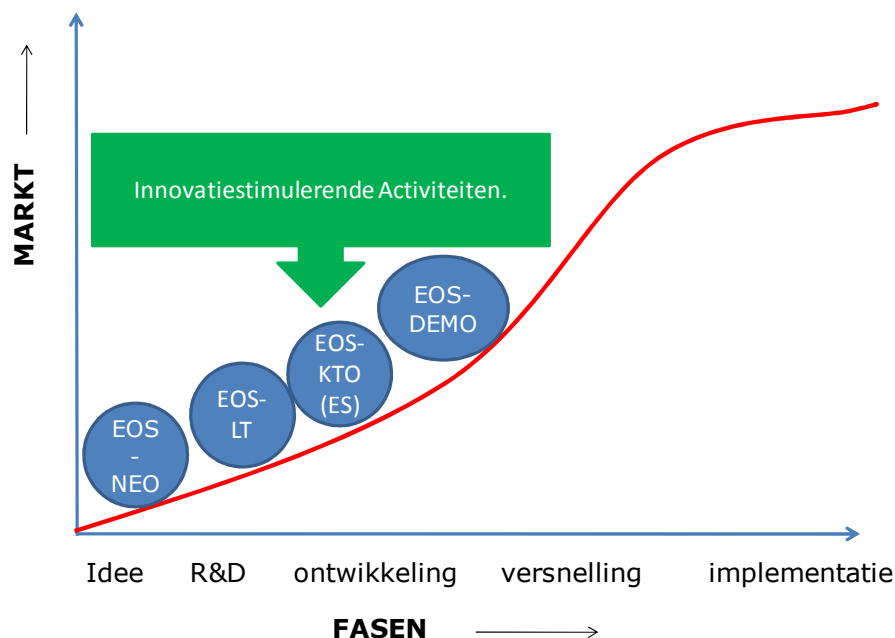 MARKT
Innovatiestimulerende Activiteiten.
EOS
-
NEO
EOS-
LT
EOS-
KTO
(ES)
EOS-
DEMO
Idee R&D ontwikkeling versnelling implementatie
FASEN